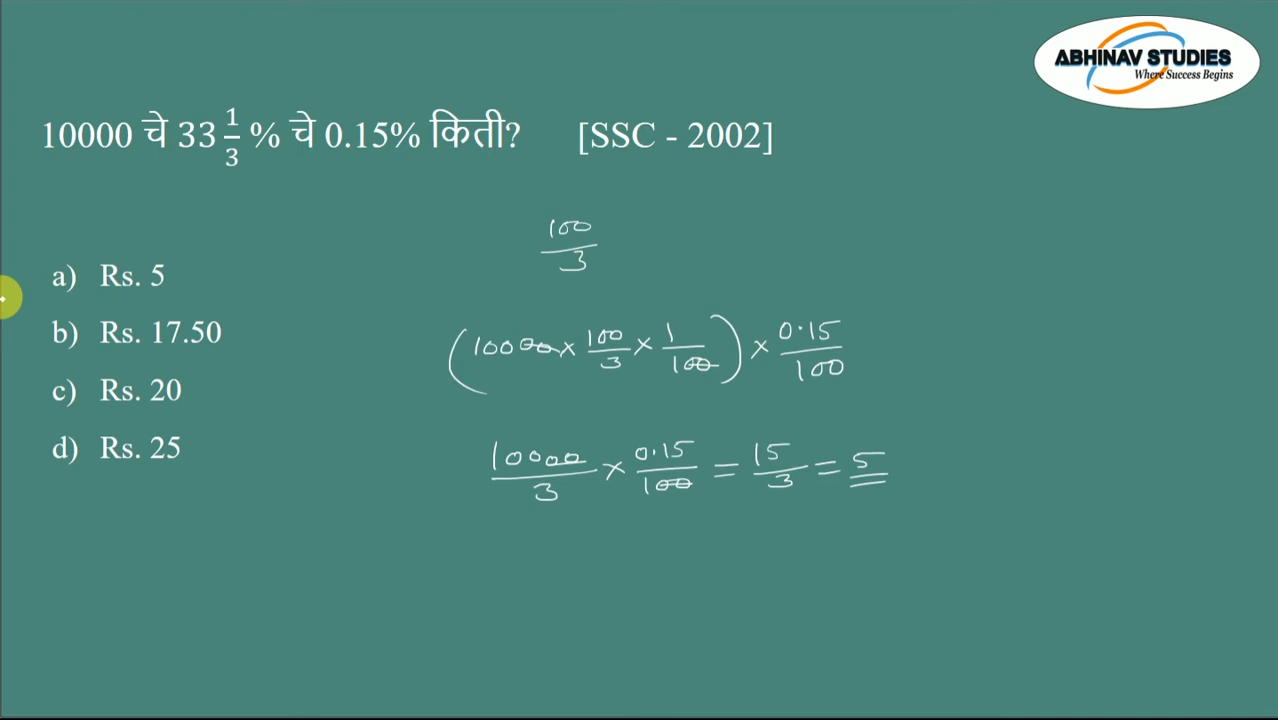 ABHINAV STUDIES
Where Success Begins
10000 चे 33 1/3 % चे 0.15% किती? [SSC - 2002]
100/3
a) Rs. 5
b) Rs. 17.50
(10000 × 100/3 × 1/100) × 0.15/100
c) Rs. 20
d) Rs. 25
10000/3 × 0.15/100 = 15/3 = 5